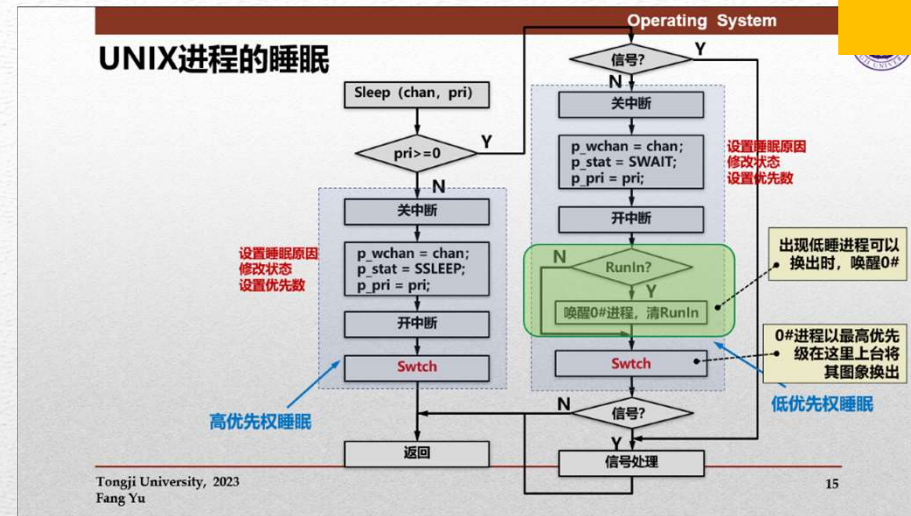 Operating System
UNIX进程的睡眠
Sleep（chan，pri）
pri>=0
Y
N
关中断
设置睡眠原因
修改状态
设置优先数
p_wchan = chan;
p_stat = SSLEEP;
p_pri = pri;
开中断
Swtch
高优先权睡眠
返回
信号?
Y
N
关中断
p_wchan = chan;
p_stat = SWAIT;
p_pri = pri;
设置睡眠原因
修改状态
设置优先数
开中断
N
RunIn?
Y
唤醒0#进程，清RunIn
出现低睡进程可以
换出时，唤醒0#
Swtch
0#进程以最高优先
级在这里上台将
其图象换出
低优先权睡眠
N
信号?
Y
信号处理
Tongji University, 2023
Fang Yu
15